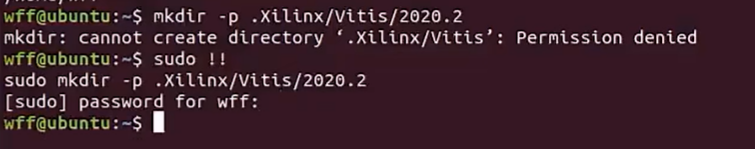 wff@ubuntu:~$ mkdir -p .Xilinx/Vitis/2020.2
mkdir: cannot create directory ‘.Xilinx/Vitis’: Permission denied
wff@ubuntu:~$ sudo !!
sudo mkdir -p .Xilinx/Vitis/2020.2
[sudo] password for wff:
wff@ubuntu:~$